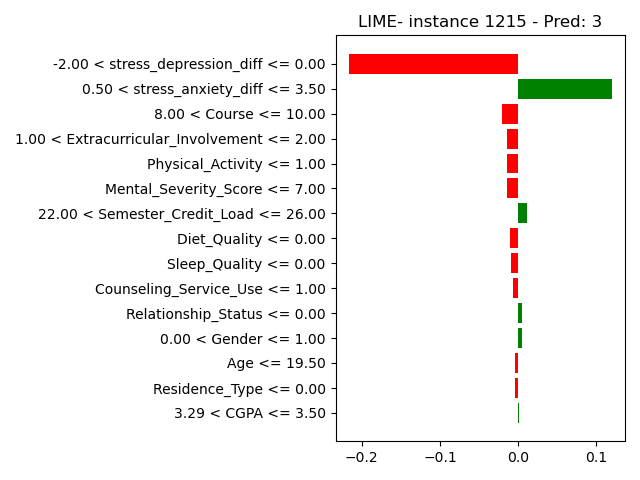 LIME- instance 1215 - Pred: 3
-2.00 < stress_depression_diff <= 0.00
0.50 < stress_anxiety_diff <= 3.50
8.00 < Course <= 10.00
1.00 < Extracurricular_Involvement <= 2.00
Physical_Activity <= 1.00
Mental_Severity_Score <= 7.00
22.00 < Semester_Credit_Load <= 26.00
Diet_Quality <= 0.00
Sleep_Quality <= 0.00
Counseling_Service_Use <= 1.00
Relationship_Status <= 0.00
0.00 < Gender <= 1.00
Age <= 19.50
Residence_Type <= 0.00
3.29 < CGPA <= 3.50
−0.2 −0.1 0.0 0.1